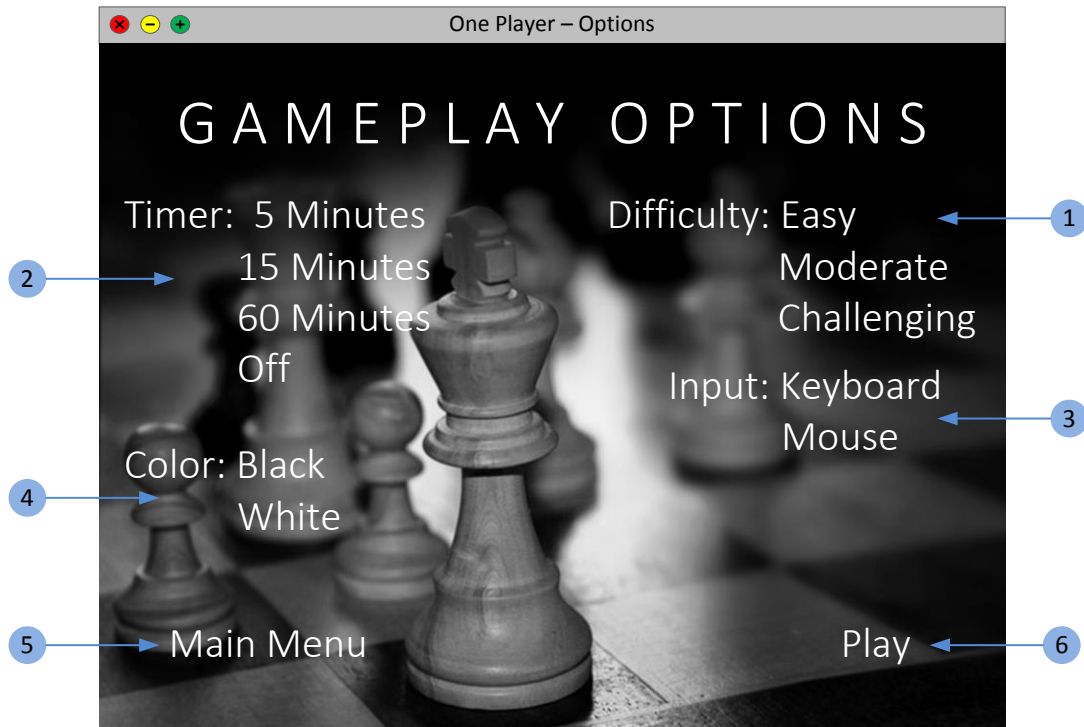 One Player – Options
GAMEPLAY OPTIONS
Timer: 5 Minutes
15 Minutes
60 Minutes
Off
Difficulty: Easy
Moderate
Challenging
Input: Keyboard
Mouse
Color: Black
White
Main Menu
Play
1
2
3
4
5
6